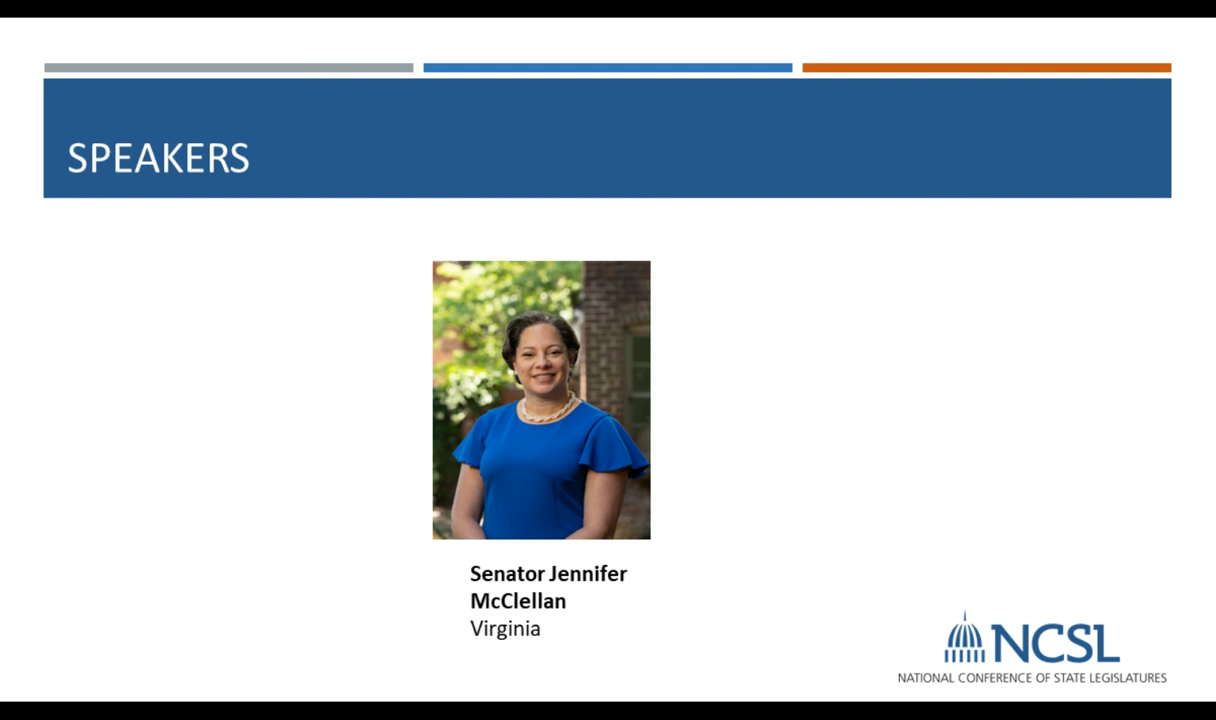 SPEAKERS
Senator Jennifer
McClellan
Virginia
NCSL
NATIONAL CONFERENCE OF STATE LEGISLATURES